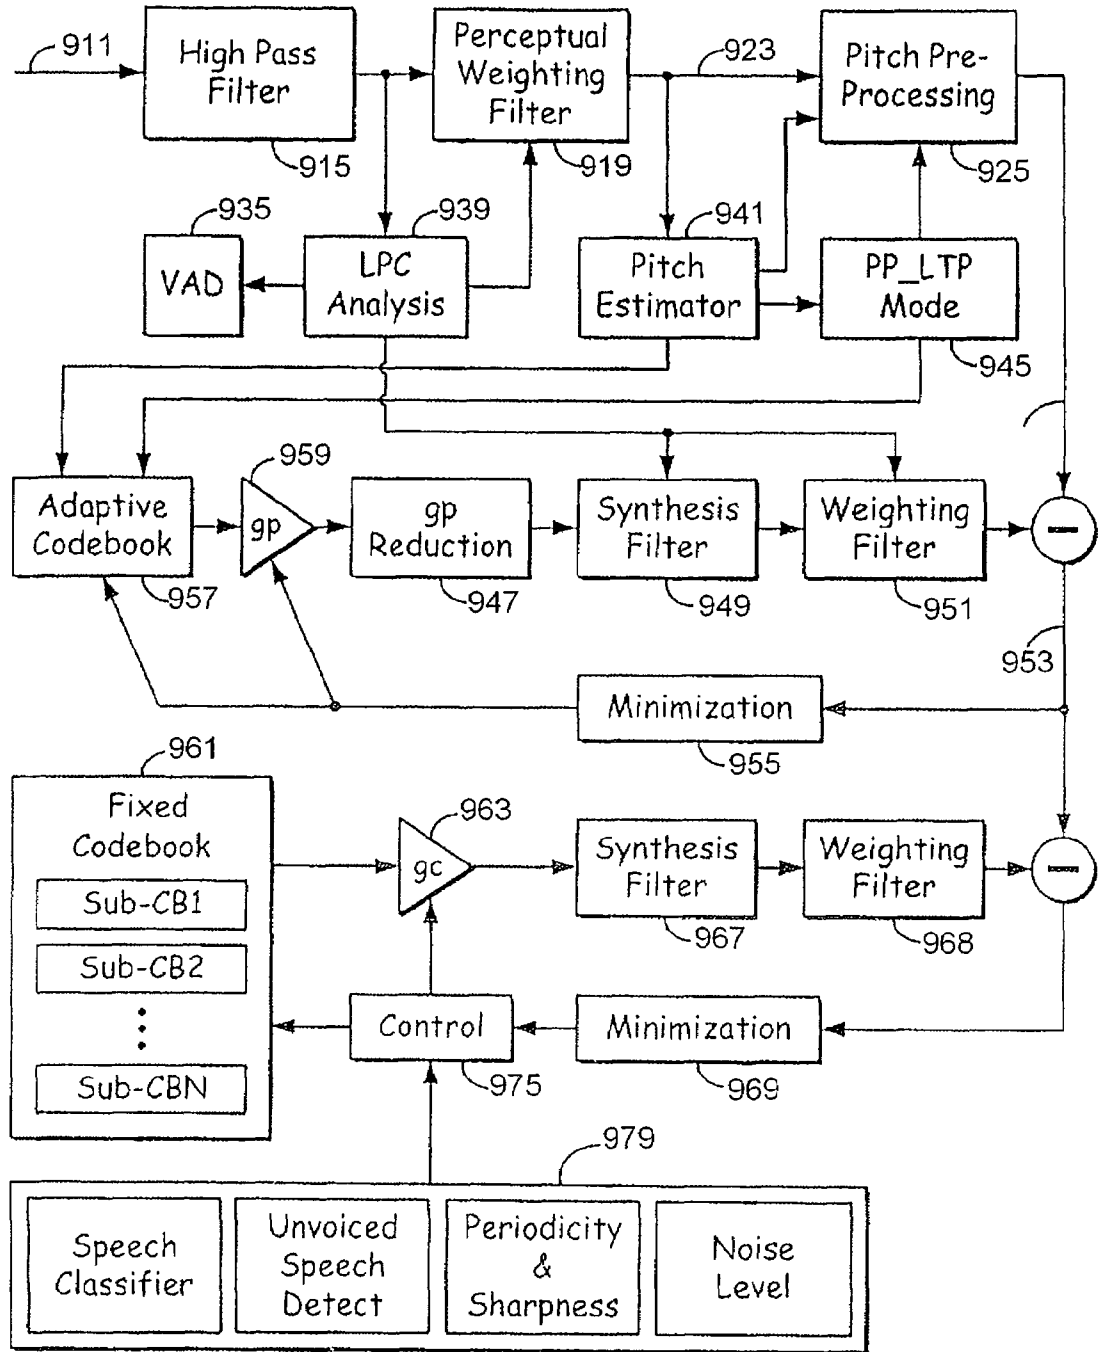 911
High Pass
Filter
915
Perceptual
Weighting
Filter
919
923
Pitch Pre-
Processing
925
935
VAD
939
LPC
Analysis
941
Pitch
Estimator
PP_LTP
Mode
945
Adaptive
Codebook
957
959
gp
gp
Reduction
947
Synthesis
Filter
949
Weighting
Filter
951
953
Minimization
955
961
Fixed
Codebook
Sub-CB1
Sub-CB2
Sub-CBN
963
gc
Synthesis
Filter
967
Weighting
Filter
968
Control
975
Minimization
969
979
Speech
Classifier
Unvoiced
Speech
Detect
Periodicity
&
Sharpness
Noise
Level